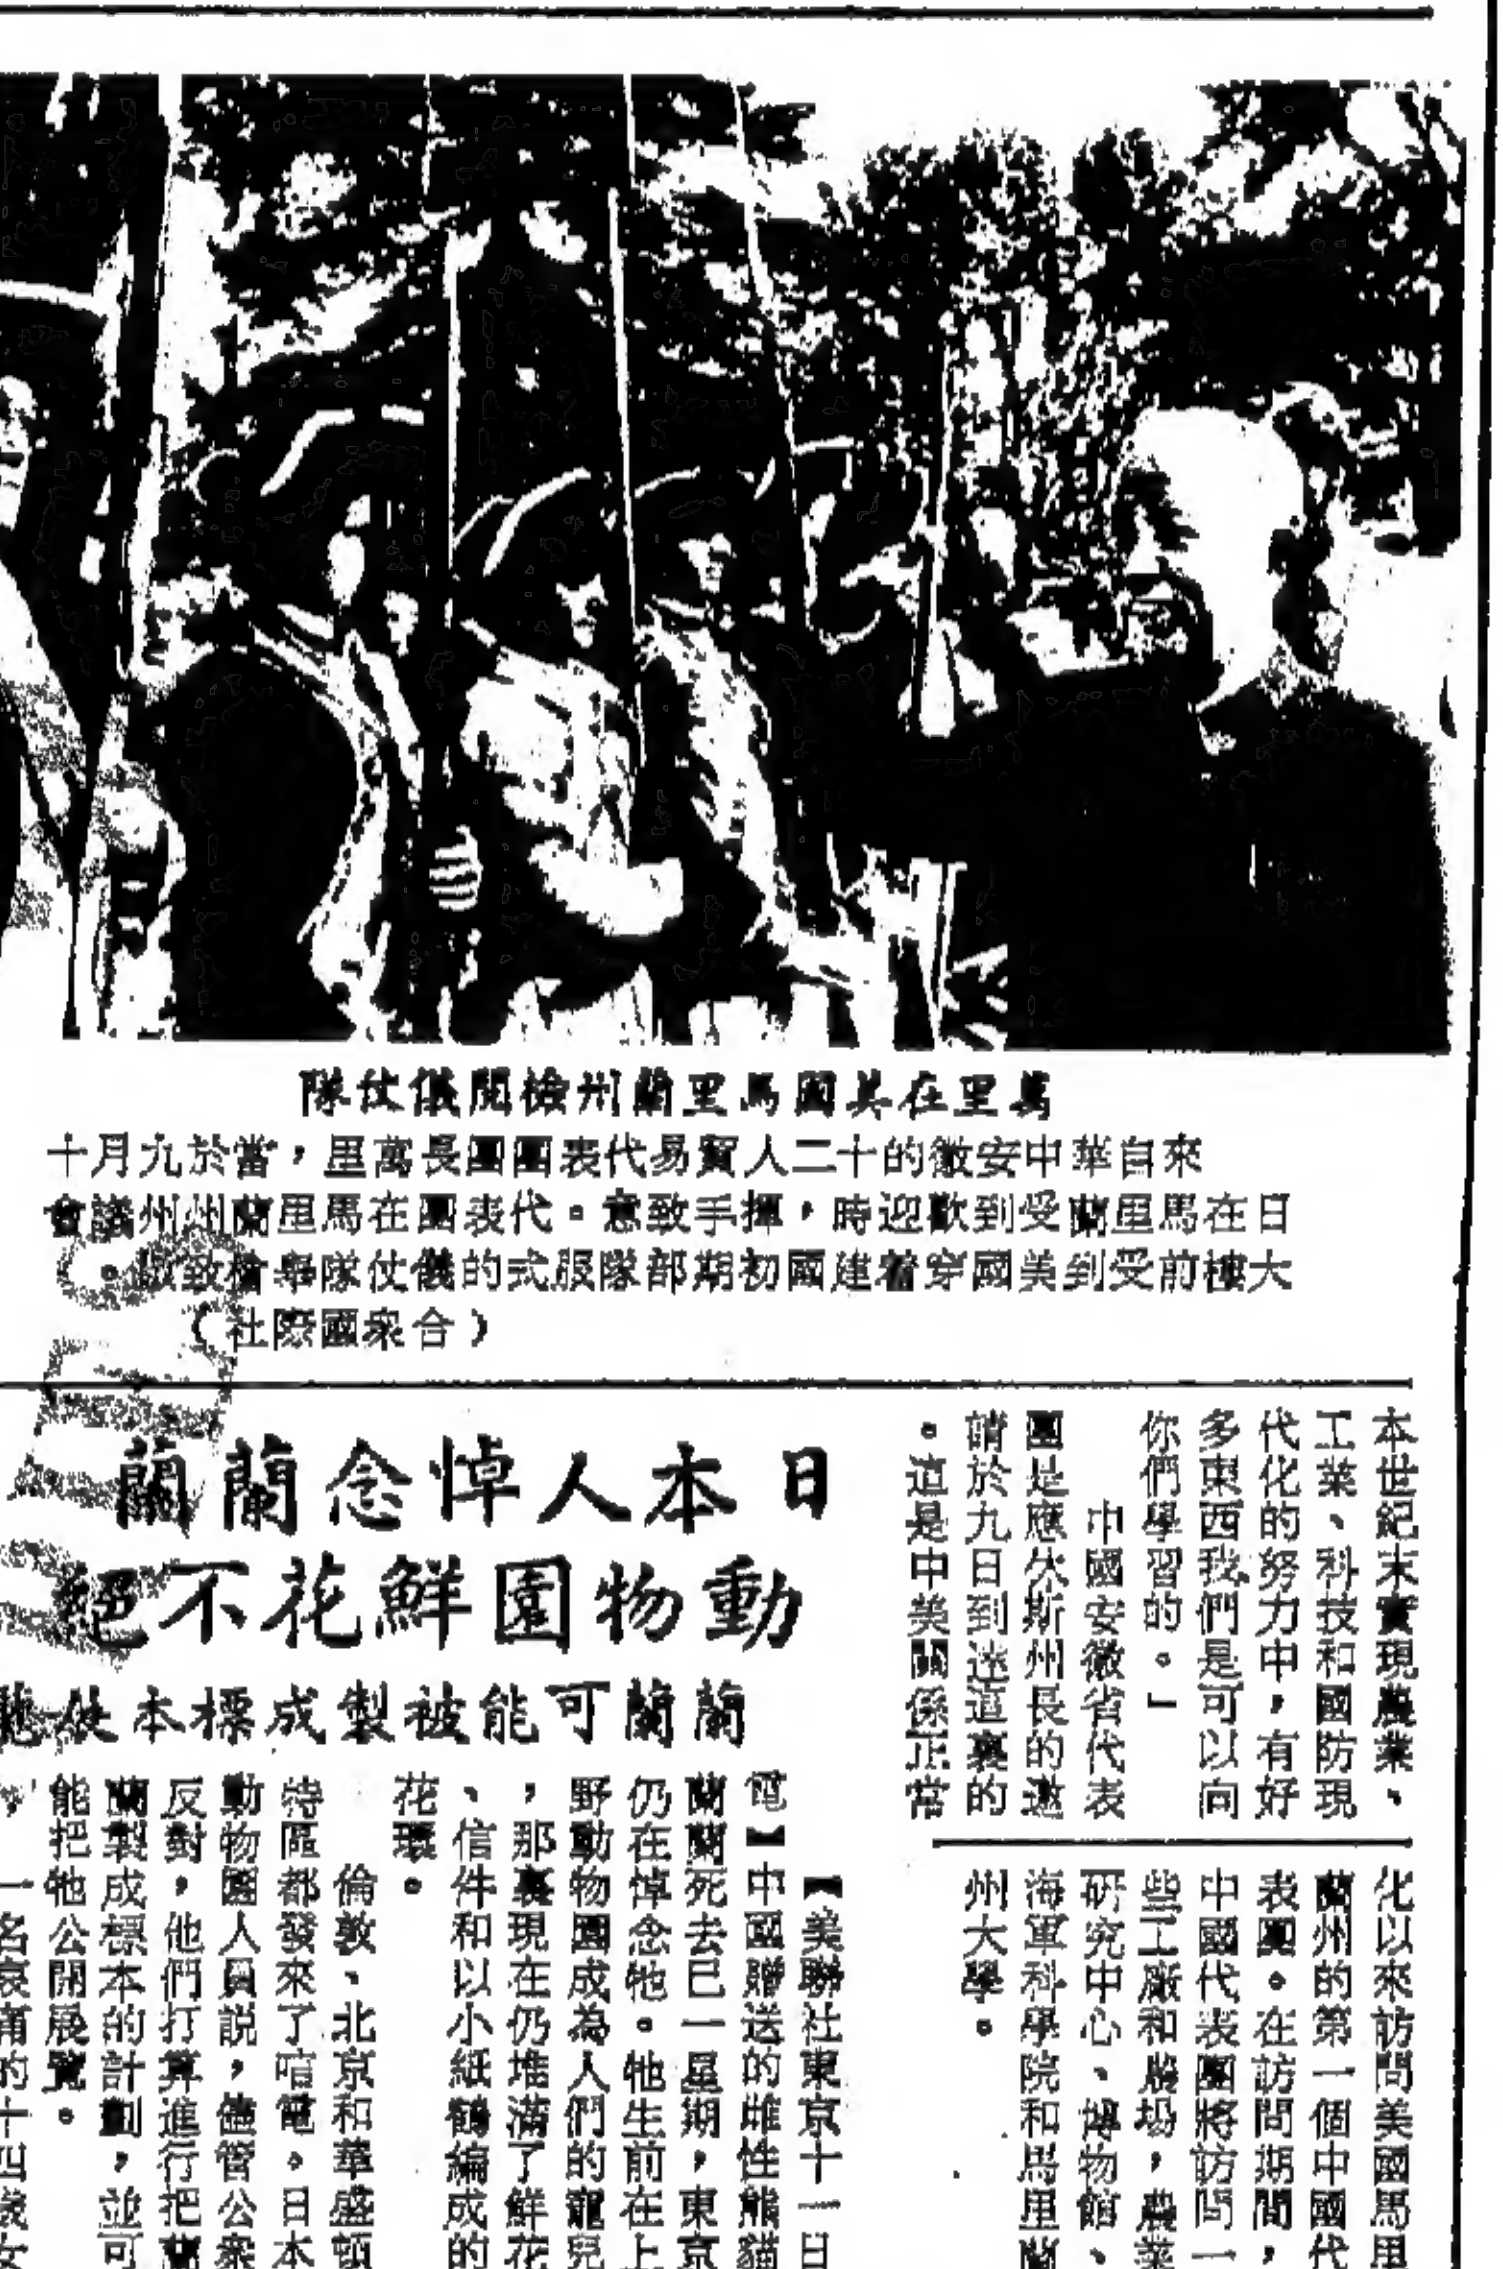 萬里在美國馬里蘭州檢閱儀仗隊
來自華中安徽的十二人貿易代表團團長萬里，當於九月十
日在馬里蘭受到歡迎時，揮手致意。代表團在馬里蘭州州議會
大樓前受到美國穿着建國初期部隊服式的儀仗隊舉槍致敬。
（合衆國際社）
本世紀末實現農業、
工業、科技和國防現
代化的努力中，有好
多東西我們是可以向
你們學習的。」
中國安徽省代表
團是應休斯州長的邀
請於九日到達這裏的
。這是中美關係正常
化以來訪問美國馬里
蘭州的第一個中國代
表團。在訪問期間，
中國代表團將訪問一
些工廠和農場，農業
研究中心、博物館、
海軍科學院和馬里蘭
州大學。
日本人悼念蘭蘭
動物園鮮花不絕
蘭蘭可能被製成標本供
【美聯社東京十一日
電】中國贈送的雌性熊貓
蘭蘭死去已一星期，東京
仍在悼念牠。牠生前在上
野動物園成為人們的寵兒
，那裏現在仍堆滿了鮮花
、信件和以小紙鶴編成的
花環。
倫敦、北京和華盛頓
特區都發來了唁電。日本
動物園人員說，儘管公衆
反對，他們打算進行把蘭
蘭製成標本的計劃，並可
能把牠公開展覽。
一名哀痛的十四歲女